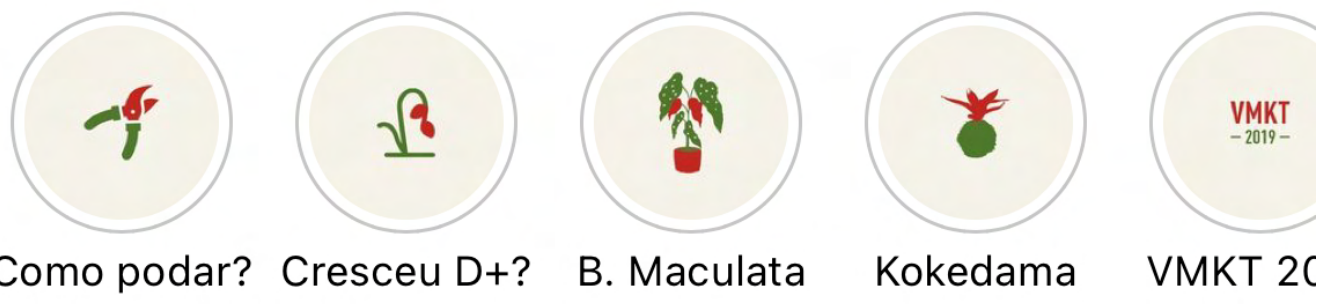 VMKT
2019
Como podar?
Cresceu D+?
B. Maculata
Kokedama
VMKT 20